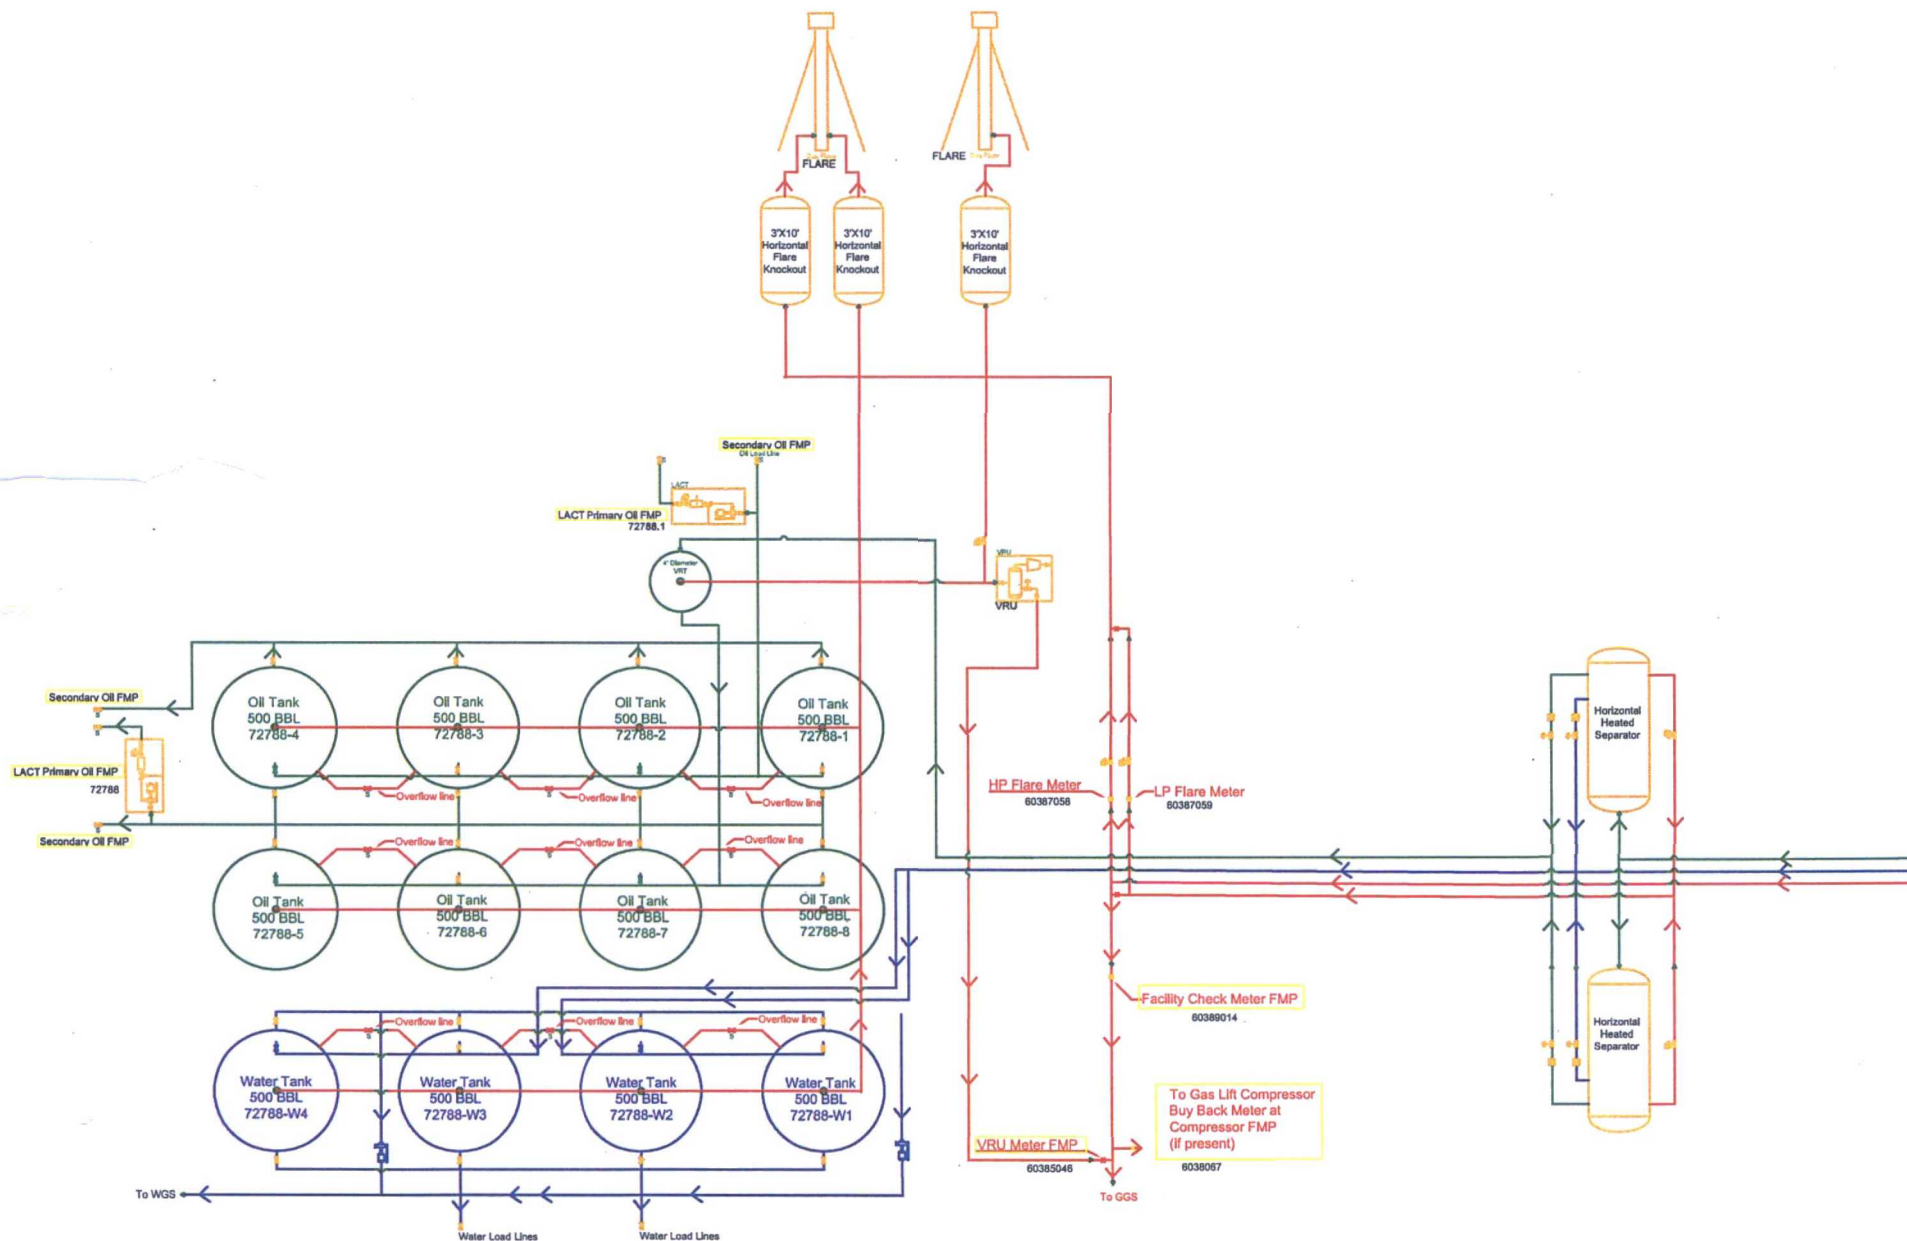 FLARE
FLARE
3'X10'
Horizontal
Flare
Knockout
3'X10'
Horizontal
Flare
Knockout
3'X10'
Horizontal
Flare
Knockout
Secondary Oil FMP
Oil Load Line
LACT
LACT Primary Oil FMP
72788.1
4" Diameter
VRT
VRU
VRU
Oil Tank
500 BBL
72788-4
Oil Tank
500 BBL
72788-3
Oil Tank
500 BBL
72788-2
Oil Tank
500 BBL
72788-1
Secondary Oil FMP
LACT Primary Oil FMP
72788
Secondary Oil FMP
Overflow line
Overflow line
Overflow line
Overflow line
Overflow line
Overflow line
Oil Tank
500 BBL
72788-5
Oil Tank
500 BBL
72788-6
Oil Tank
500 BBL
72788-7
Oil Tank
500 BBL
72788-8
HP Flare Meter
60387058
LP Flare Meter
60387059
Horizontal
Heated
Separator
Horizontal
Heated
Separator
Facility Check Meter FMP
60389014
Overflow line
Overflow line
Overflow line
Water Tank
500 BBL
72788-W4
Water Tank
500 BBL
72788-W3
Water Tank
500 BBL
72788-W2
Water Tank
500 BBL
72788-W1
To Gas Lift Compressor
Buy Back Meter at
Compressor FMP
(if present)
6038067
VRU Meter FMP
60385046
To GGS
To WGS
Water Load Lines
Water Load Lines